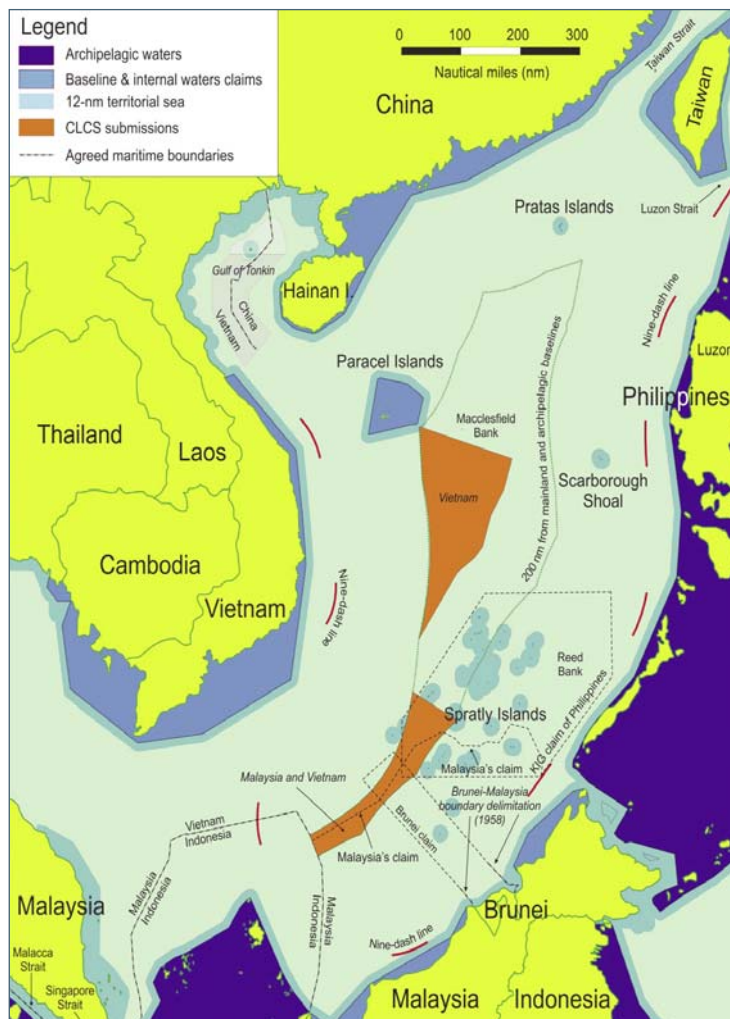 Legend
Archipelagic waters
Baseline & internal waters claims
12-nm territorial sea
CLCS submissions
Agreed maritime boundaries
0 100 200 300
Nautical miles (nm)
Taiwan Strait
China
Taiwan
Pratas Islands
Luzon Strait
Gulf of Tonkin
Hainan I.
China
Vietnam
Nine-dash line
Luzon
Paracel Islands
Philippines
Macclesfield
Bank
Thailand
Laos
200 nm from mainland and archipelagic baselines
Scarborough
Shoal
Vietnam
Cambodia
Nine-dash line
Vietnam
Reed
Bank
Spratly Islands
KIG claim of Philippines
Malaysia's claim
Malaysia and Vietnam
Brunei-Malaysia
boundary delimitation
(1958)
Brunei claim
Vietnam
Indonesia
Malaysia's claim
Malaysia
Indonesia
Malaysia
Indonesia
Malaysia
Brunei
Nine-dash line
Malacca
Strait
Singapore
Strait
Malaysia
Indonesia